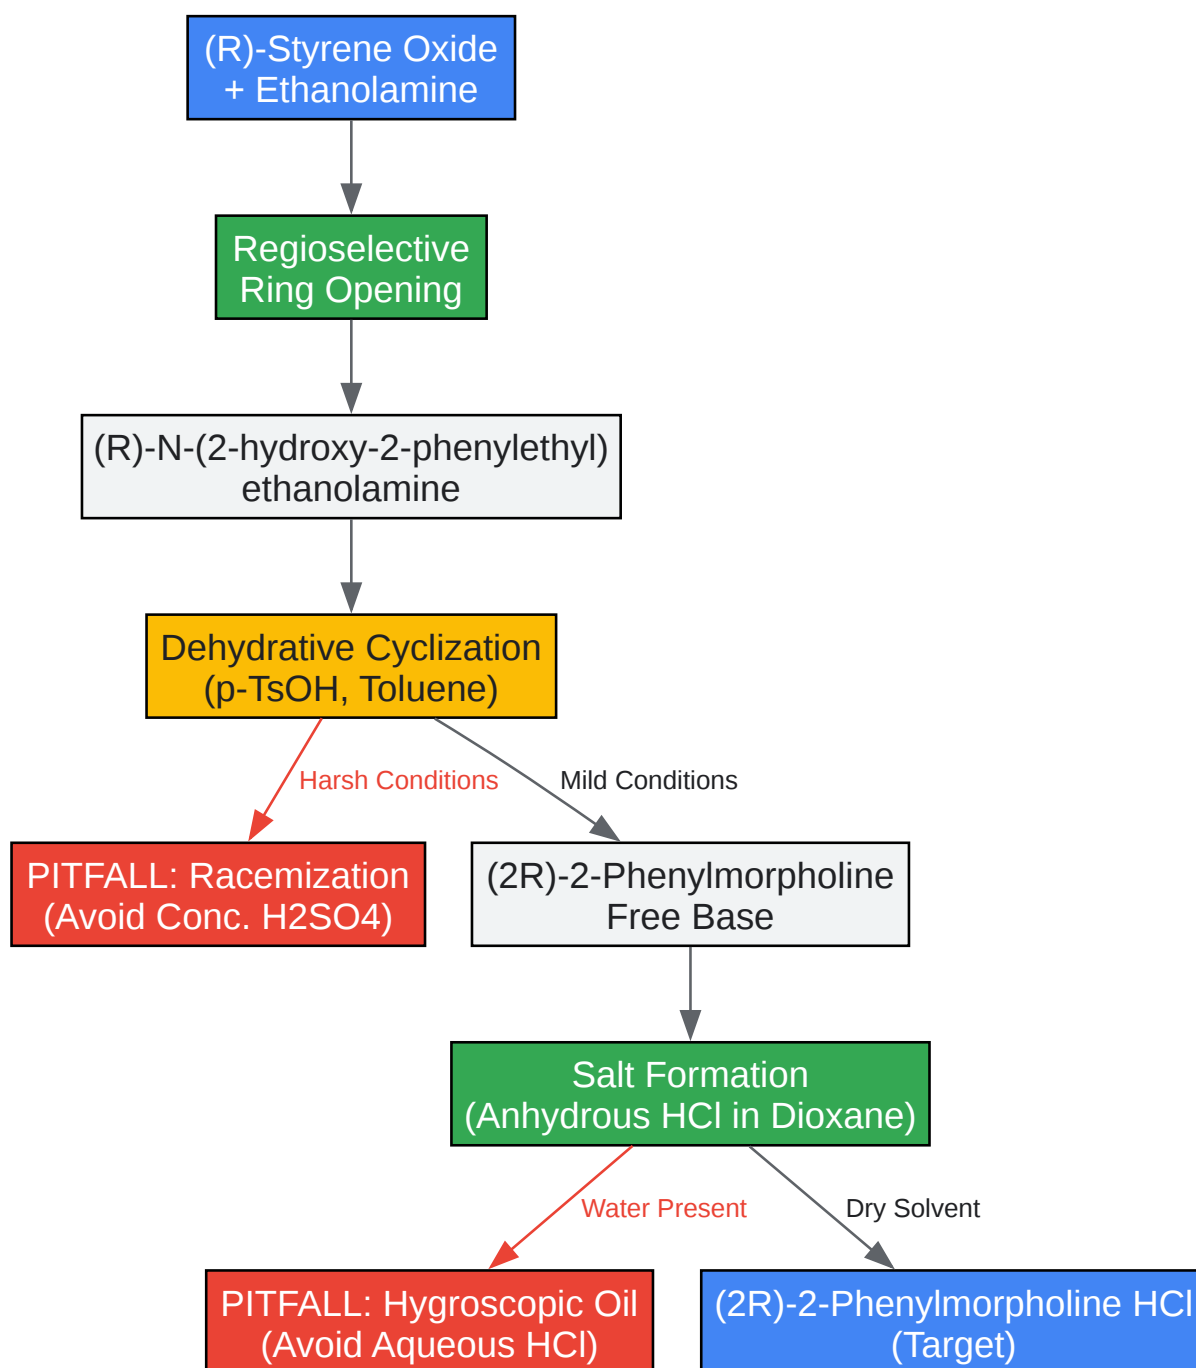 (R)-Styrene Oxide
+ Ethanolamine
Regioselective
Ring Opening
(R)-N-(2-hydroxy-2-phenylethyl)
ethanolamine
Dehydrative Cyclization
(p-TsOH, Toluene)
Harsh Conditions
Mild Conditions
PITFALL: Racemization
(Avoid Conc. H2SO4)
(2R)-2-Phenylmorpholine
Free Base
Salt Formation
(Anhydrous HCl in Dioxane)
Water Present
Dry Solvent
PITFALL: Hygroscopic Oil
(Avoid Aqueous HCl)
(2R)-2-Phenylmorpholine HCl
(Target)